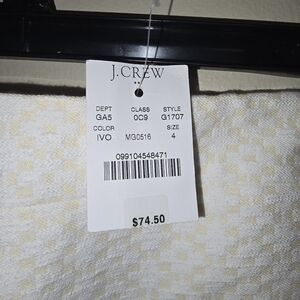 J.CREW
DEPT CLASS STYLE
GA5 0C9 G1707
COLOR SIZE
IVO MG0516 4
099104548471
$74.50